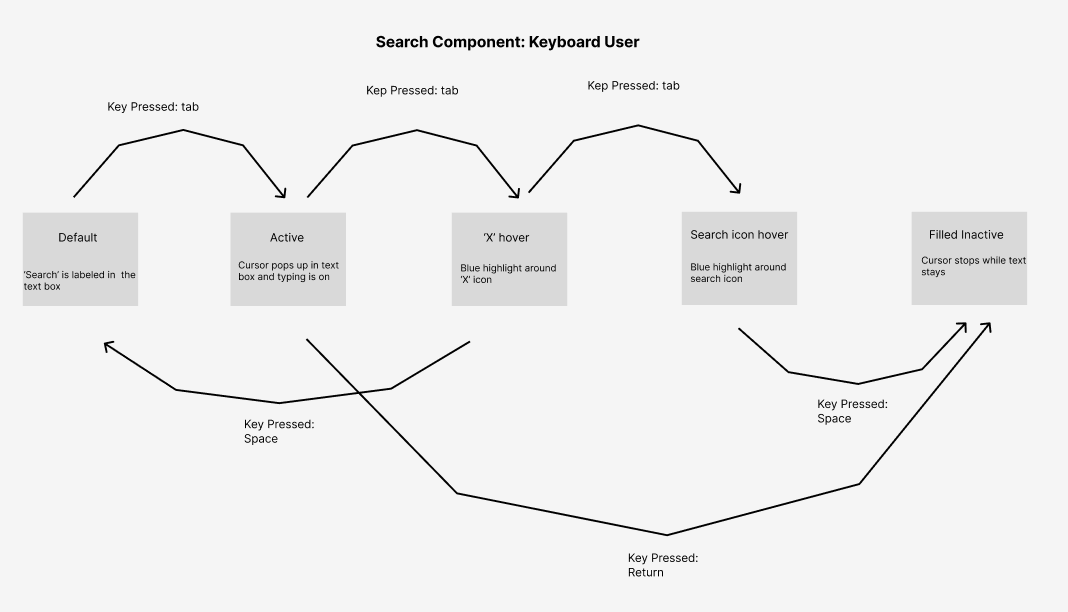 Search Component: Keyboard User
Key Pressed: tab
Kep Pressed: tab
Kep Pressed: tab
Default
‘Search’ is labeled in the
text box
Active
Cursor pops up in text
box and typing is on
‘X’ hover
Blue highlight around
‘X’ icon
Search icon hover
Blue highlight around
search icon
Filled Inactive
Cursor stops while text
stays
Key Pressed:
Space
Key Pressed:
Space
Key Pressed:
Return